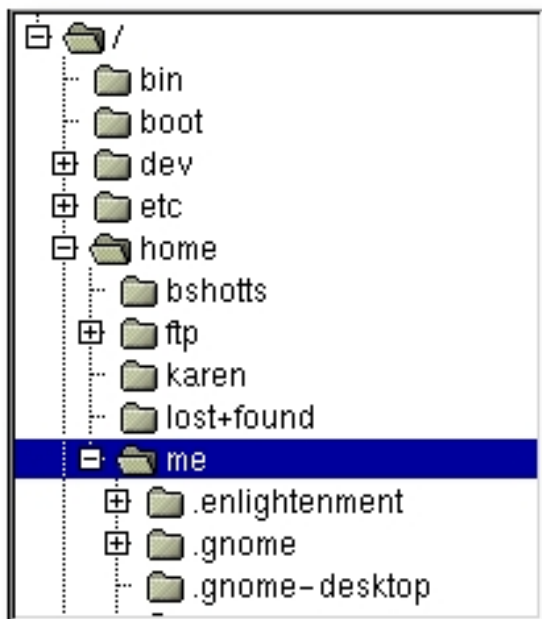 /
bin
boot
dev
etc
home
bshotts
ftp
karen
lost+found
me
.enlightenment
.gnome
.gnome-desktop